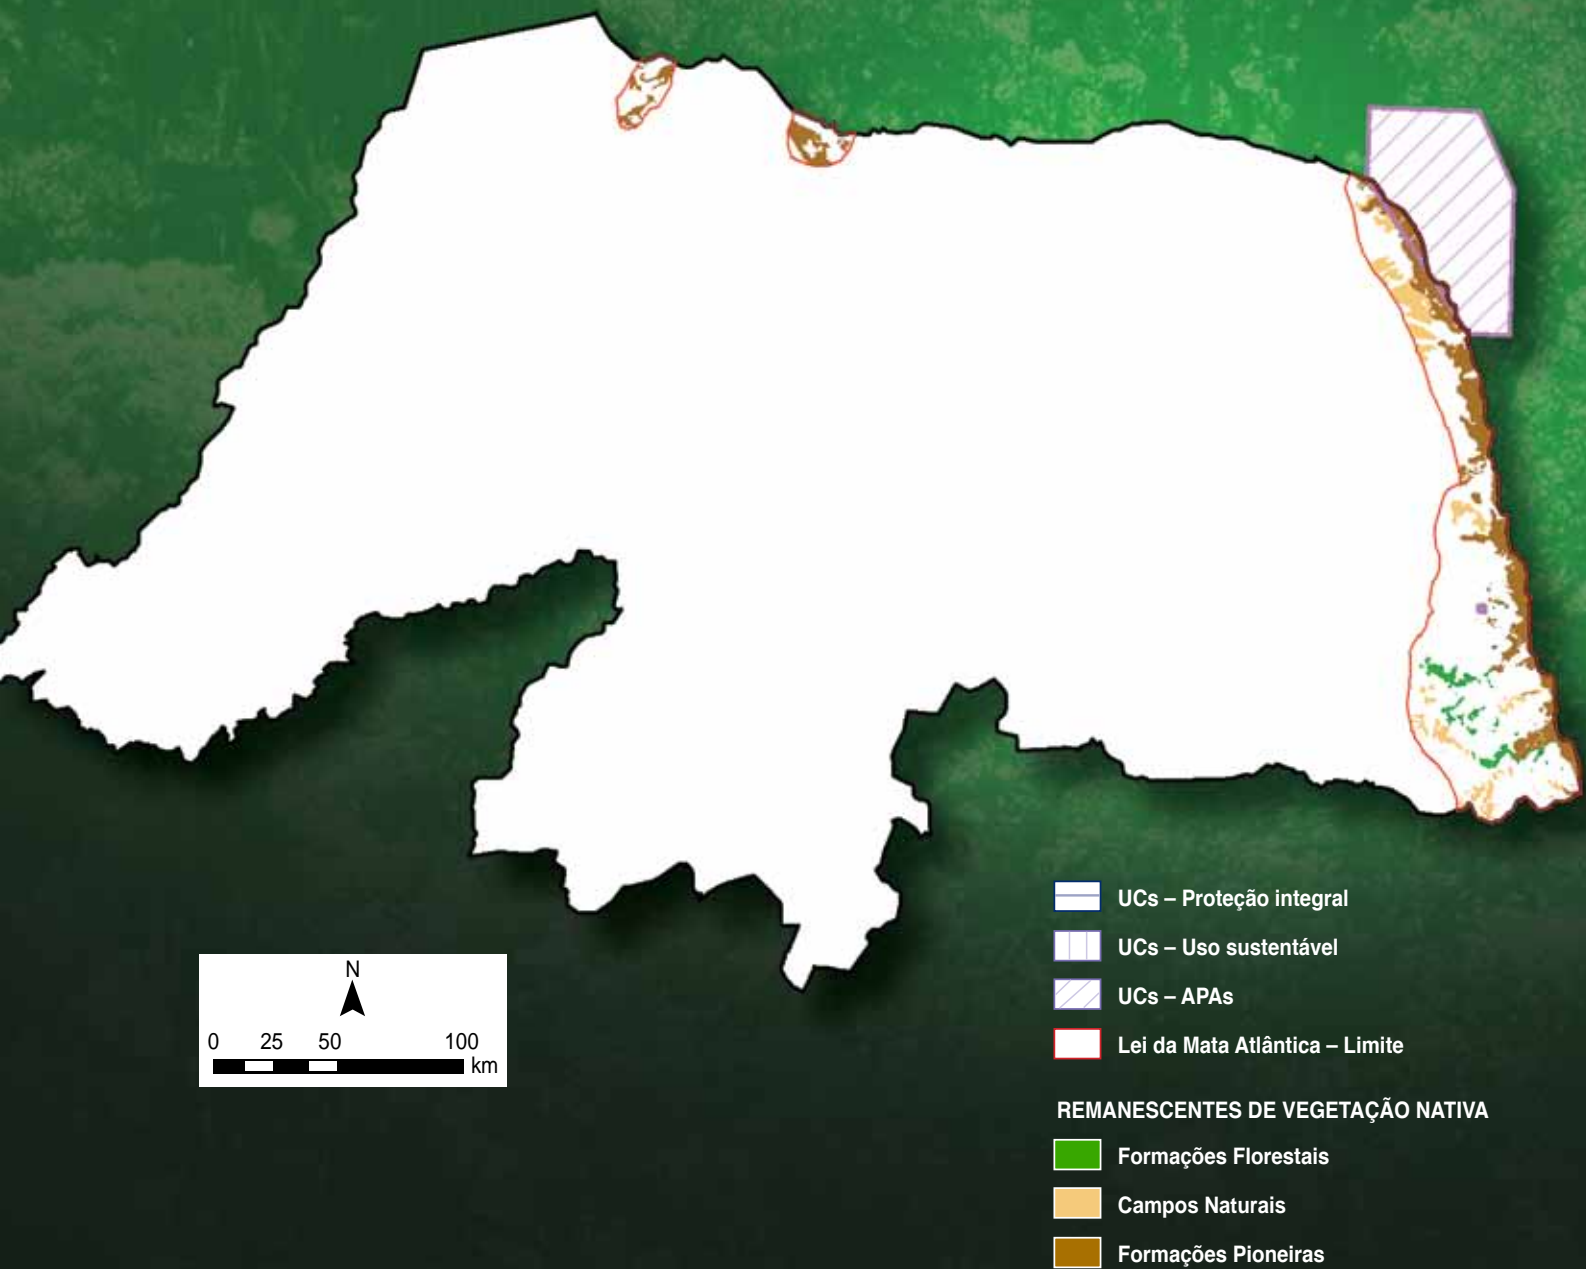 N
0 25 50 100
km
UCs – Proteção integral
UCs – Uso sustentável
UCs – APAs
Lei da Mata Atlântica – Limite
REMANESCENTES DE VEGETAÇÃO NATIVA
Formações Florestais
Campos Naturais
Formações Pioneiras